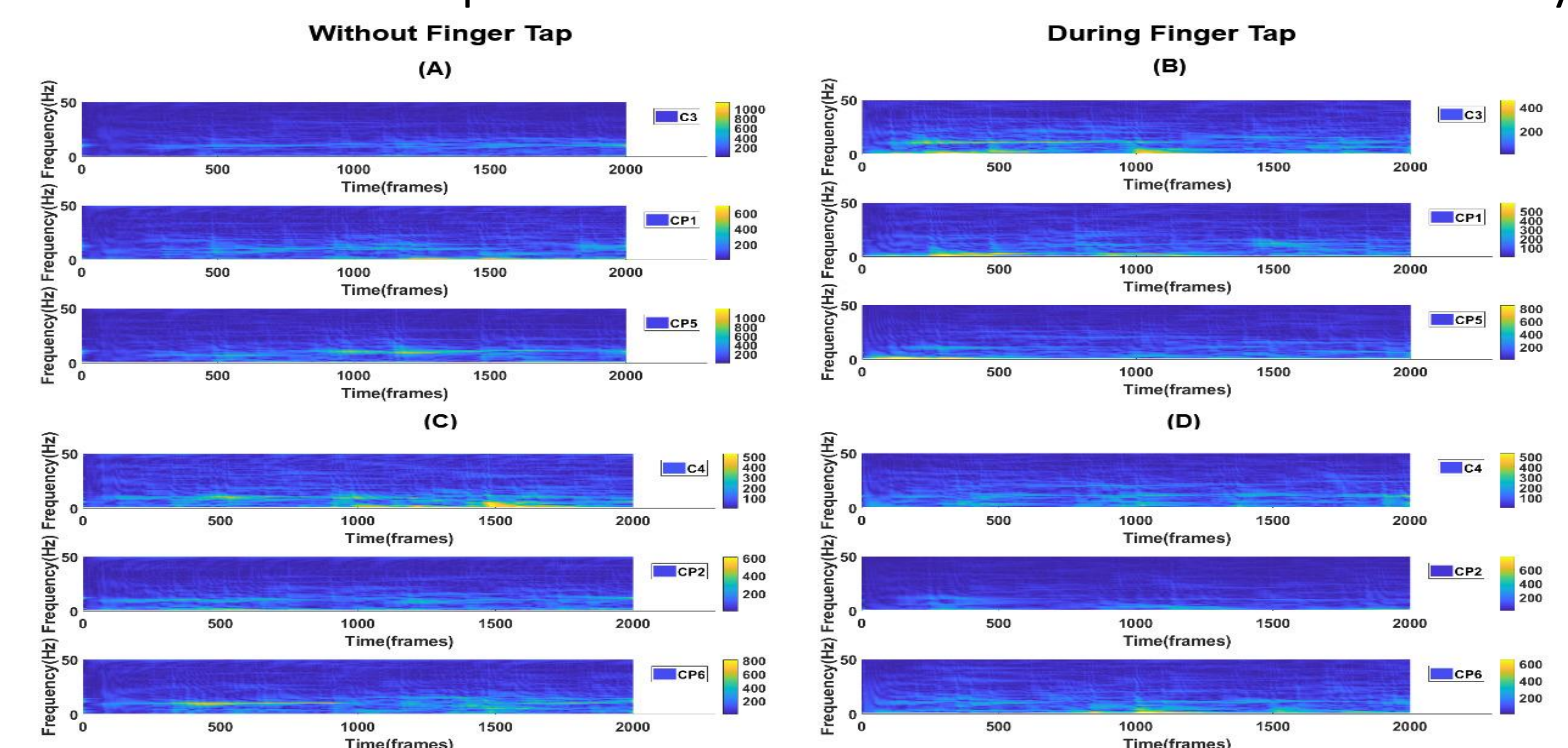 Without Finger Tap
During Finger Tap
(A)
(B)
Frequency(Hz)
50
0
0 500 1000 1500 2000
Time(frames)
C3
1000
800
600
400
200
Frequency(Hz)
50
0
0 500 1000 1500 2000
Time(frames)
C3
400
200
Frequency(Hz)
50
0
0 500 1000 1500 2000
Time(frames)
CP1
600
400
200
Frequency(Hz)
50
0
0 500 1000 1500 2000
Time(frames)
CP1
500
400
300
200
100
Frequency(Hz)
50
0
0 500 1000 1500 2000
Time(frames)
CP5
1000
800
600
400
200
Frequency(Hz)
50
0
0 500 1000 1500 2000
Time(frames)
CP5
800
600
400
200
(C)
(D)
Frequency(Hz)
50
0
0 500 1000 1500 2000
Time(frames)
C4
500
400
300
200
100
Frequency(Hz)
50
0
0 500 1000 1500 2000
Time(frames)
C4
500
400
300
200
100
Frequency(Hz)
50
0
0 500 1000 1500 2000
Time(frames)
CP2
600
400
200
Frequency(Hz)
50
0
0 500 1000 1500 2000
Time(frames)
CP2
600
400
200
Frequency(Hz)
50
0
0 500 1000 1500 2000
Time(frames)
CP6
800
600
400
200
Frequency(Hz)
50
0
0 500 1000 1500 2000
Time(frames)
CP6
600
400
200